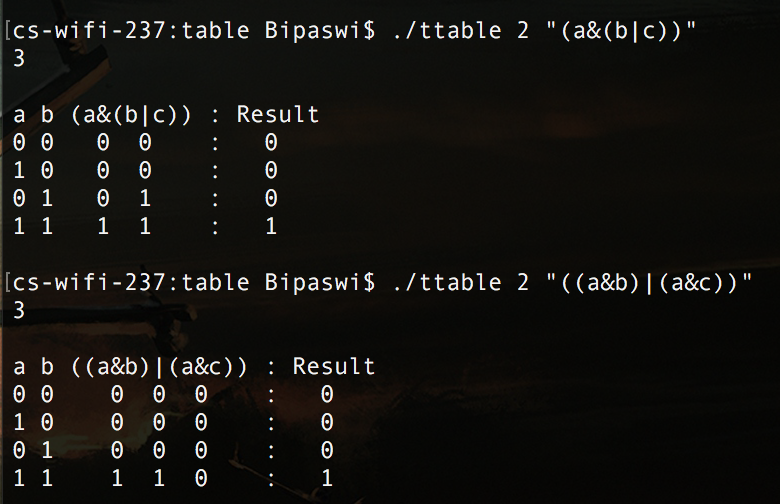 [cs-wifi-237:table Bipaswi$ ./ttable 2 "(a&(b|c))"
3
a b (a&(b|c)) : Result
0 0   0 0    :   0
1 0   0 0    :   0
0 1   0 1    :   0
1 1   1 1    :   1
[cs-wifi-237:table Bipaswi$ ./ttable 2 "((a&b)|(a&c))"
3
a b ((a&b)|(a&c)) : Result
0 0    0  0  0    :   0
1 0    0  0  0    :   0
0 1    0  0  0    :   0
1 1    1  1  0    :   1